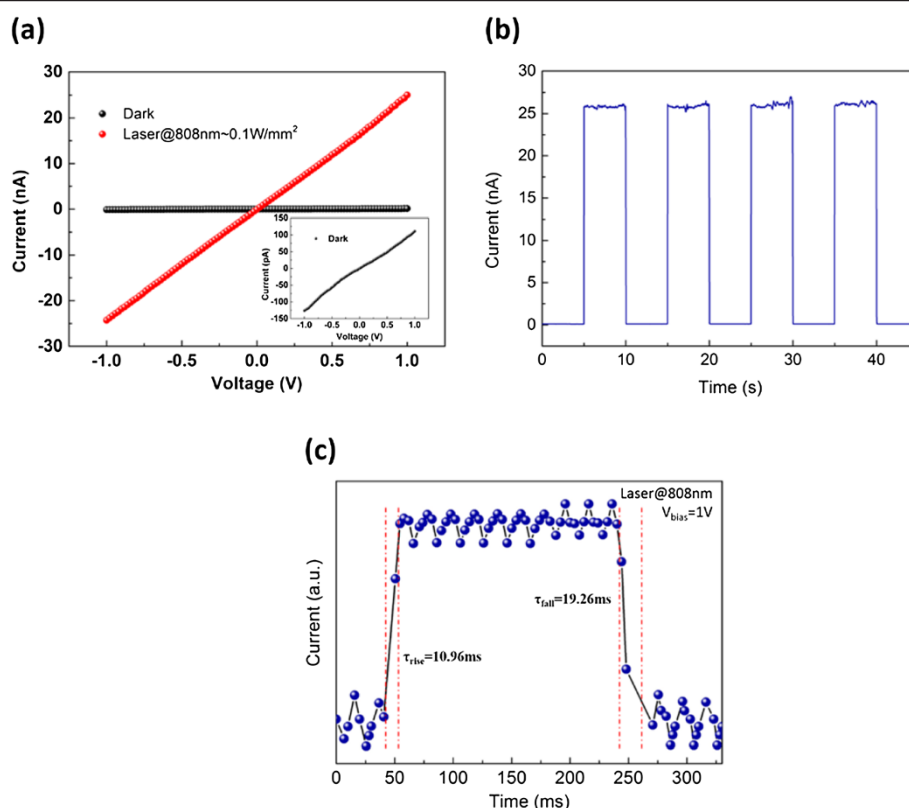 (a)
30
20
10
0
-10
-20
-30
Current (nA)
Dark
Laser@808nm~0.1W/mm²
-1.0 -0.5 0.0 0.5 1.0
Voltage (V)
150
100
50
0
-50
-100
-150
Current (pA)
Dark
-1.0 -0.5 0.0 0.5 1.0
Voltage (V)
(b)
30
25
20
15
10
5
0
Current (nA)
0 10 20 30 40
Time (s)
(c)
Laser@808nm
Vbias=1V
τrise=10.96ms
τfall=19.26ms
Current (a.u.)
0 50 100 150 200 250 300
Time (ms)